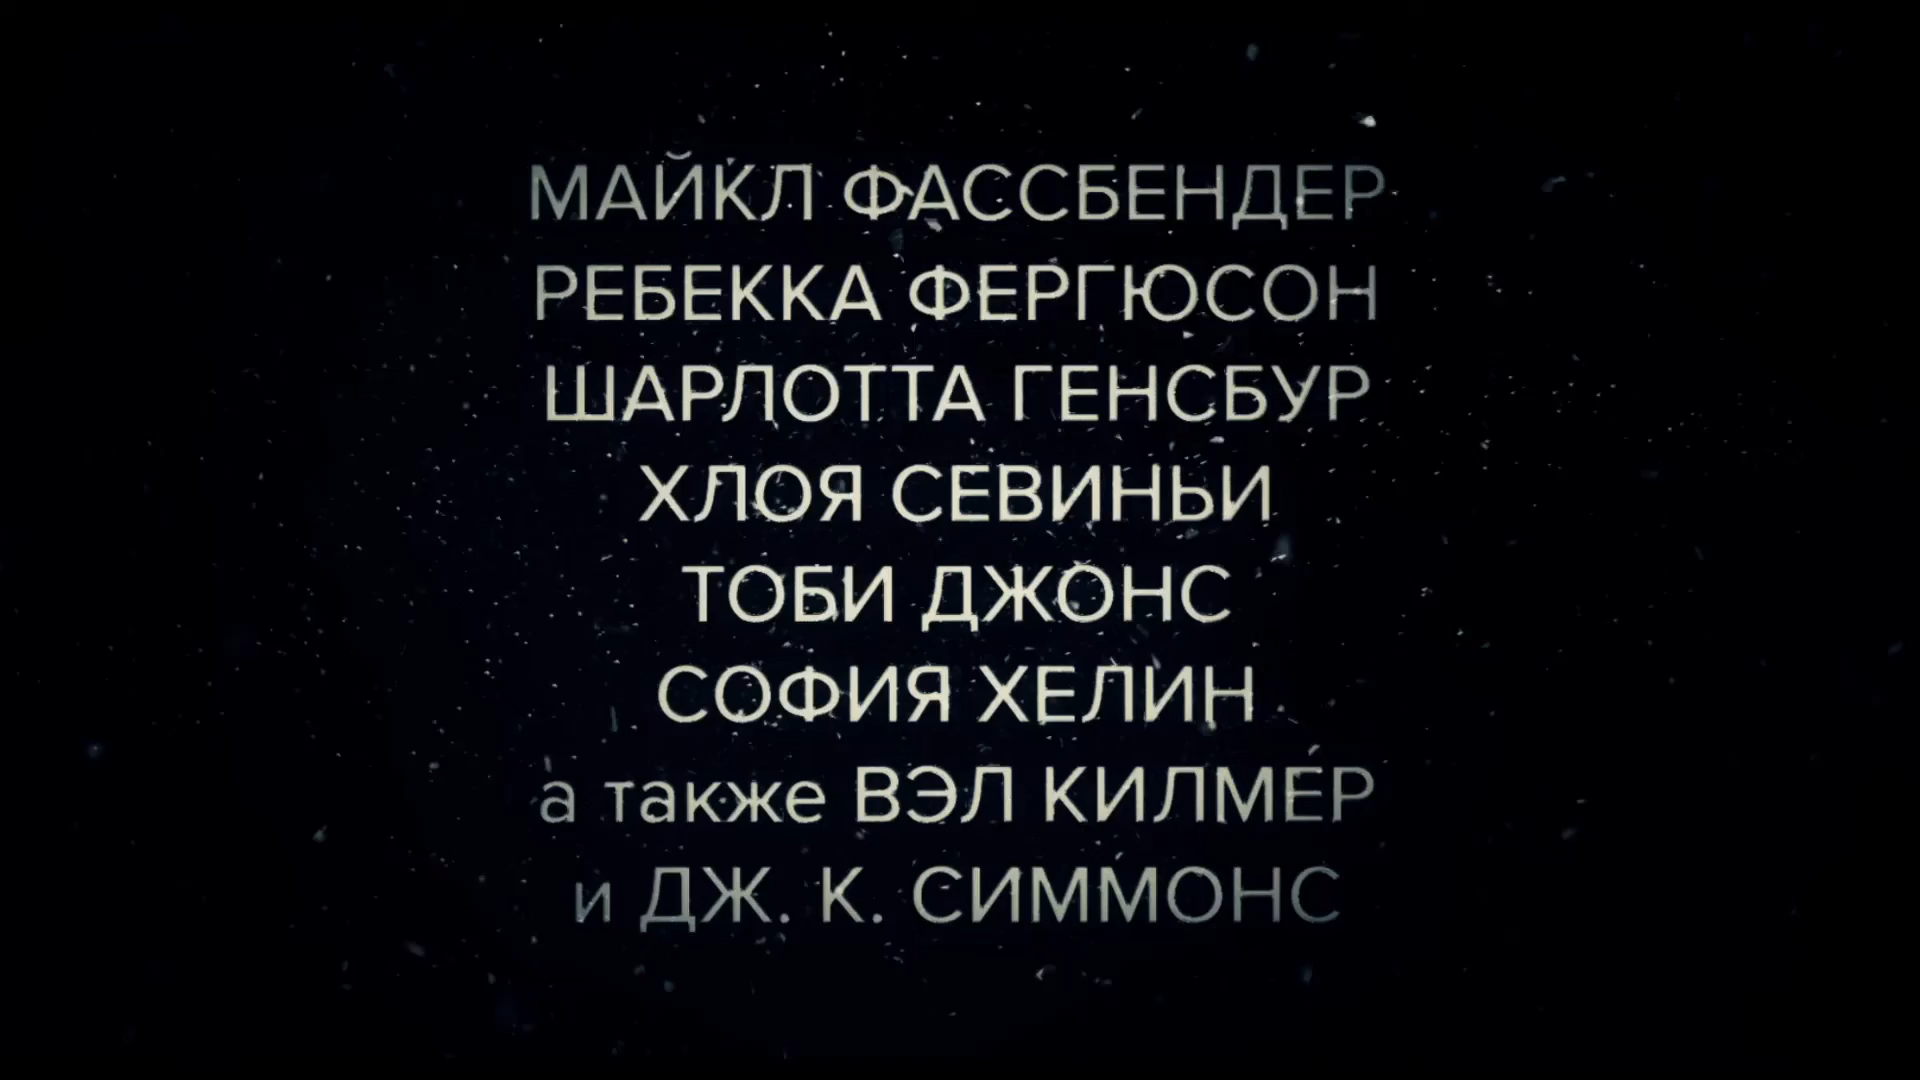 МАЙКЛ ФАССБЕНДЕР
РЕБЕККА ФЕРГЮСОН
ШАРЛОТТА ГЕНСБУР
ХЛОЯ СЕВИНЬИ
ТОБИ ДЖОНС
СОФИЯ ХЕЛИН
а также ВЭЛ КИЛМЕР
и ДЖ. К. СИММОНС